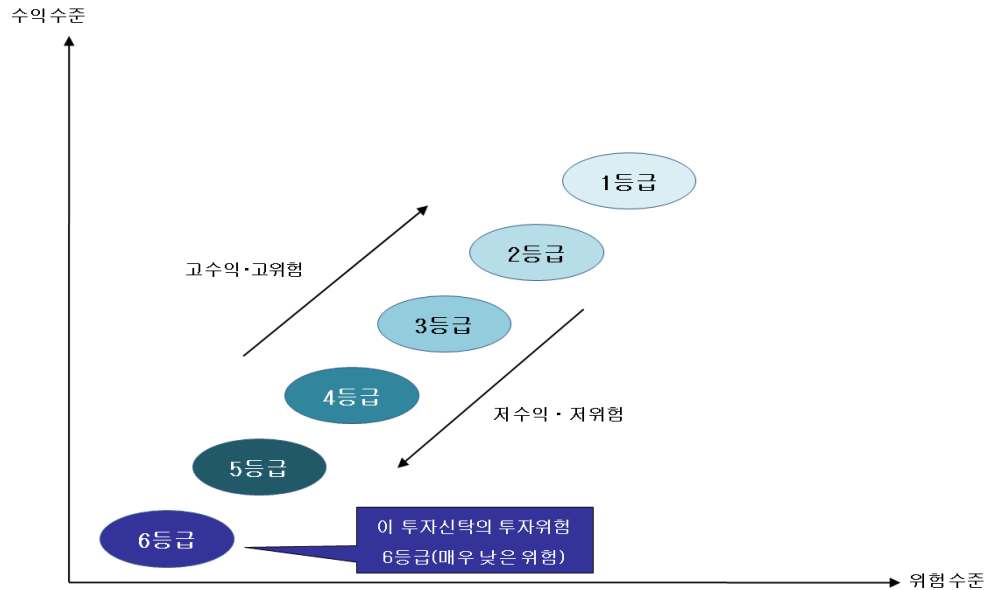 수익수준
1등급
2등급
고수익·고위험
3등급
4등급
저수익 · 저위험
5등급
6등급
이 투자신탁의 투자위험
6등급(매우 낮은 위험)
위험수준